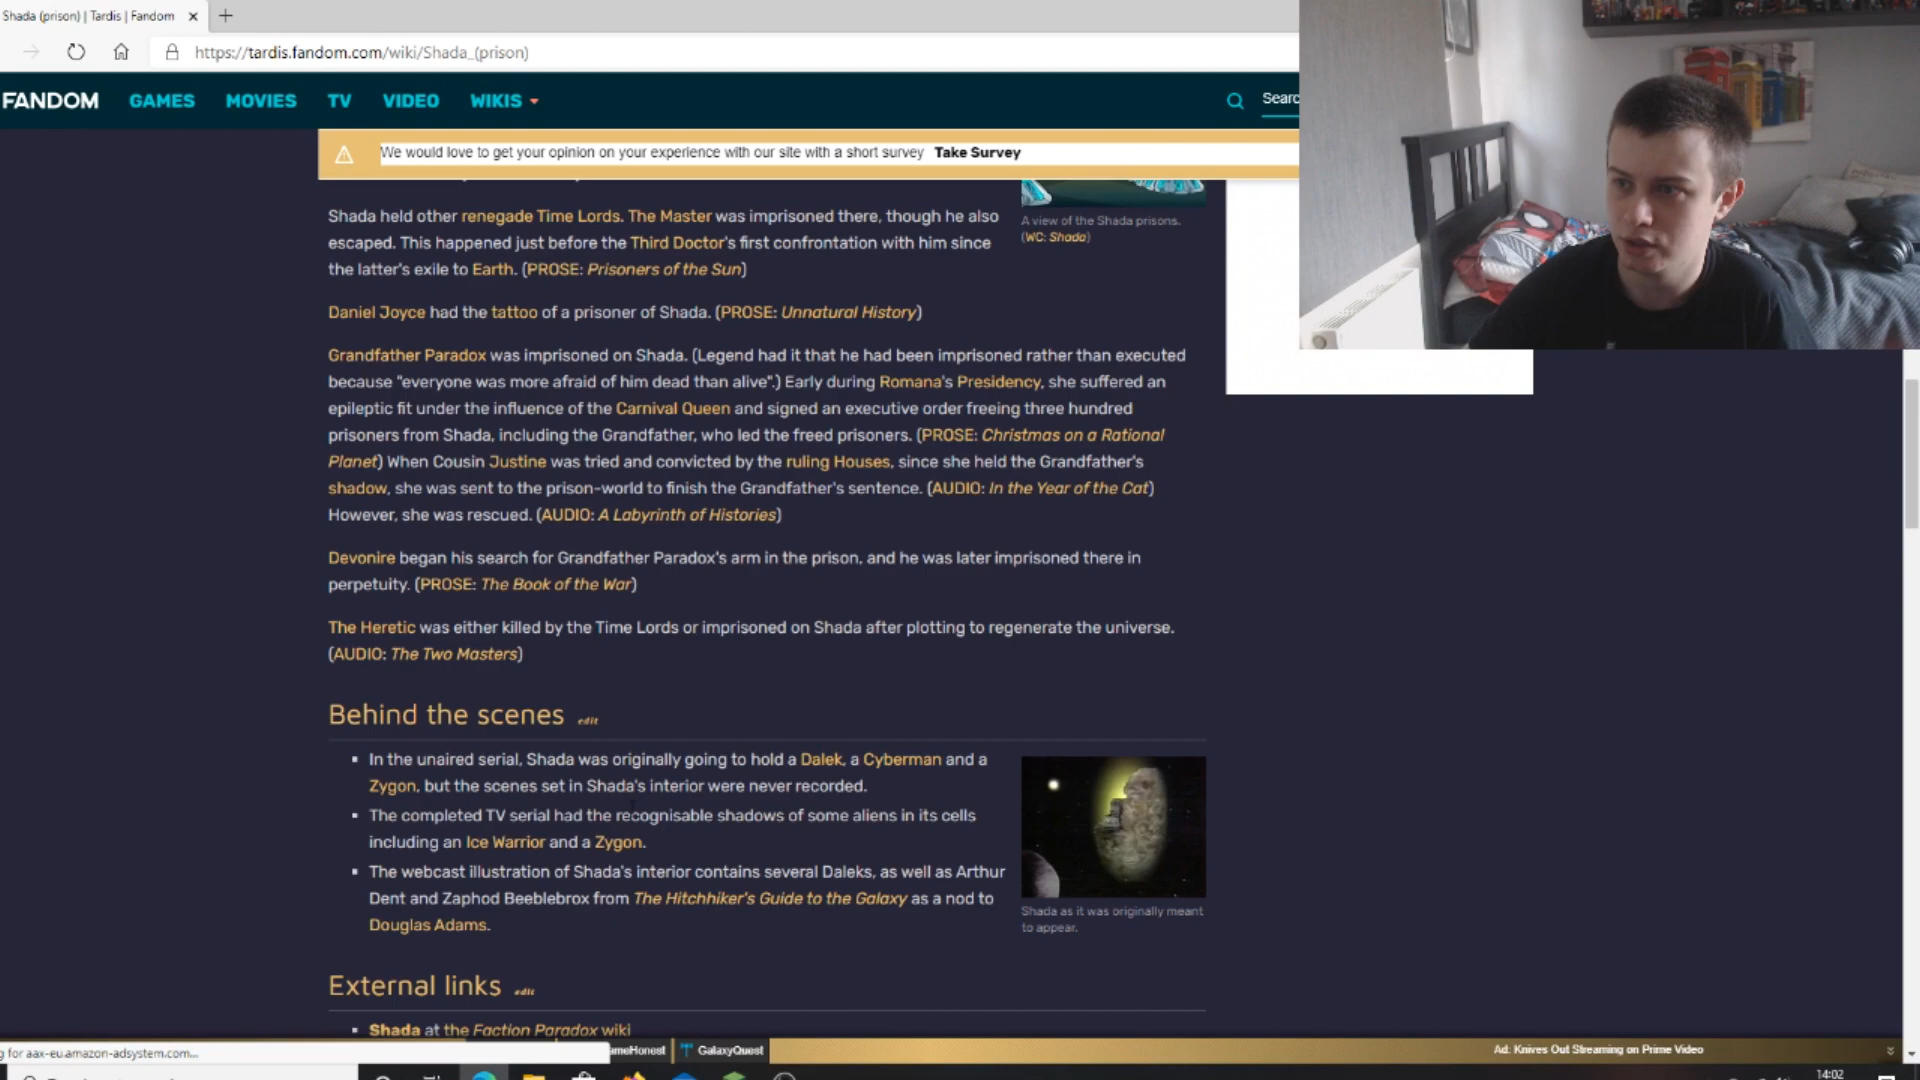 Shada (prison) | Tardis | Fandom
https://tardis.fandom.com/wiki/Shada_(prison)
FANDOM GAMES MOVIES TV VIDEO WIKIS
We would love to get your opinion on your experience with our site with a short survey Take Survey
Shada held other renegade Time Lords. The Master was imprisoned there, though he also
escaped. This happened just before the Third Doctor's first confrontation with him since
the latter's exile to Earth. (PROSE: Prisoners of the Sun)
A view of the Shada prisons.
(WC: Shada)
Daniel Joyce had the tattoo of a prisoner of Shada. (PROSE: Unnatural History)
Grandfather Paradox was imprisoned on Shada. (Legend had it that he had been imprisoned rather than executed
because "everyone was more afraid of him dead than alive".) Early during Romana's Presidency, she suffered an
epileptic fit under the influence of the Carnival Queen and signed an executive order freeing three hundred
prisoners from Shada, including the Grandfather, who led the freed prisoners. (PROSE: Christmas on a Rational
Planet) When Cousin Justine was tried and convicted by the ruling Houses, since she held the Grandfather's
shadow, she was sent to the prison-world to finish the Grandfather's sentence. (AUDIO: In the Year of the Cat)
However, she was rescued. (AUDIO: A Labyrinth of Histories)
Devonire began his search for Grandfather Paradox's arm in the prison, and he was later imprisoned there in
perpetuity. (PROSE: The Book of the War)
The Heretic was either killed by the Time Lords or imprisoned on Shada after plotting to regenerate the universe.
(AUDIO: The Two Masters)
Behind the scenes edit
▪ In the unaired serial, Shada was originally going to hold a Dalek, a Cyberman and a
Zygon, but the scenes set in Shada's interior were never recorded.
▪ The completed TV serial had the recognisable shadows of some aliens in its cells
including an Ice Warrior and a Zygon.
▪ The webcast illustration of Shada's interior contains several Daleks, as well as Arthur
Dent and Zaphod Beeblebrox from The Hitchhiker's Guide to the Galaxy as a nod to
Douglas Adams.
Shada as it was originally meant
to appear.
External links edit
▪ Shada at the Faction Paradox wiki
for aax-eu.amazon-adsystem.com...
GalaxyQuest
Ad: Knives Out Streaming on Prime Video
14:02